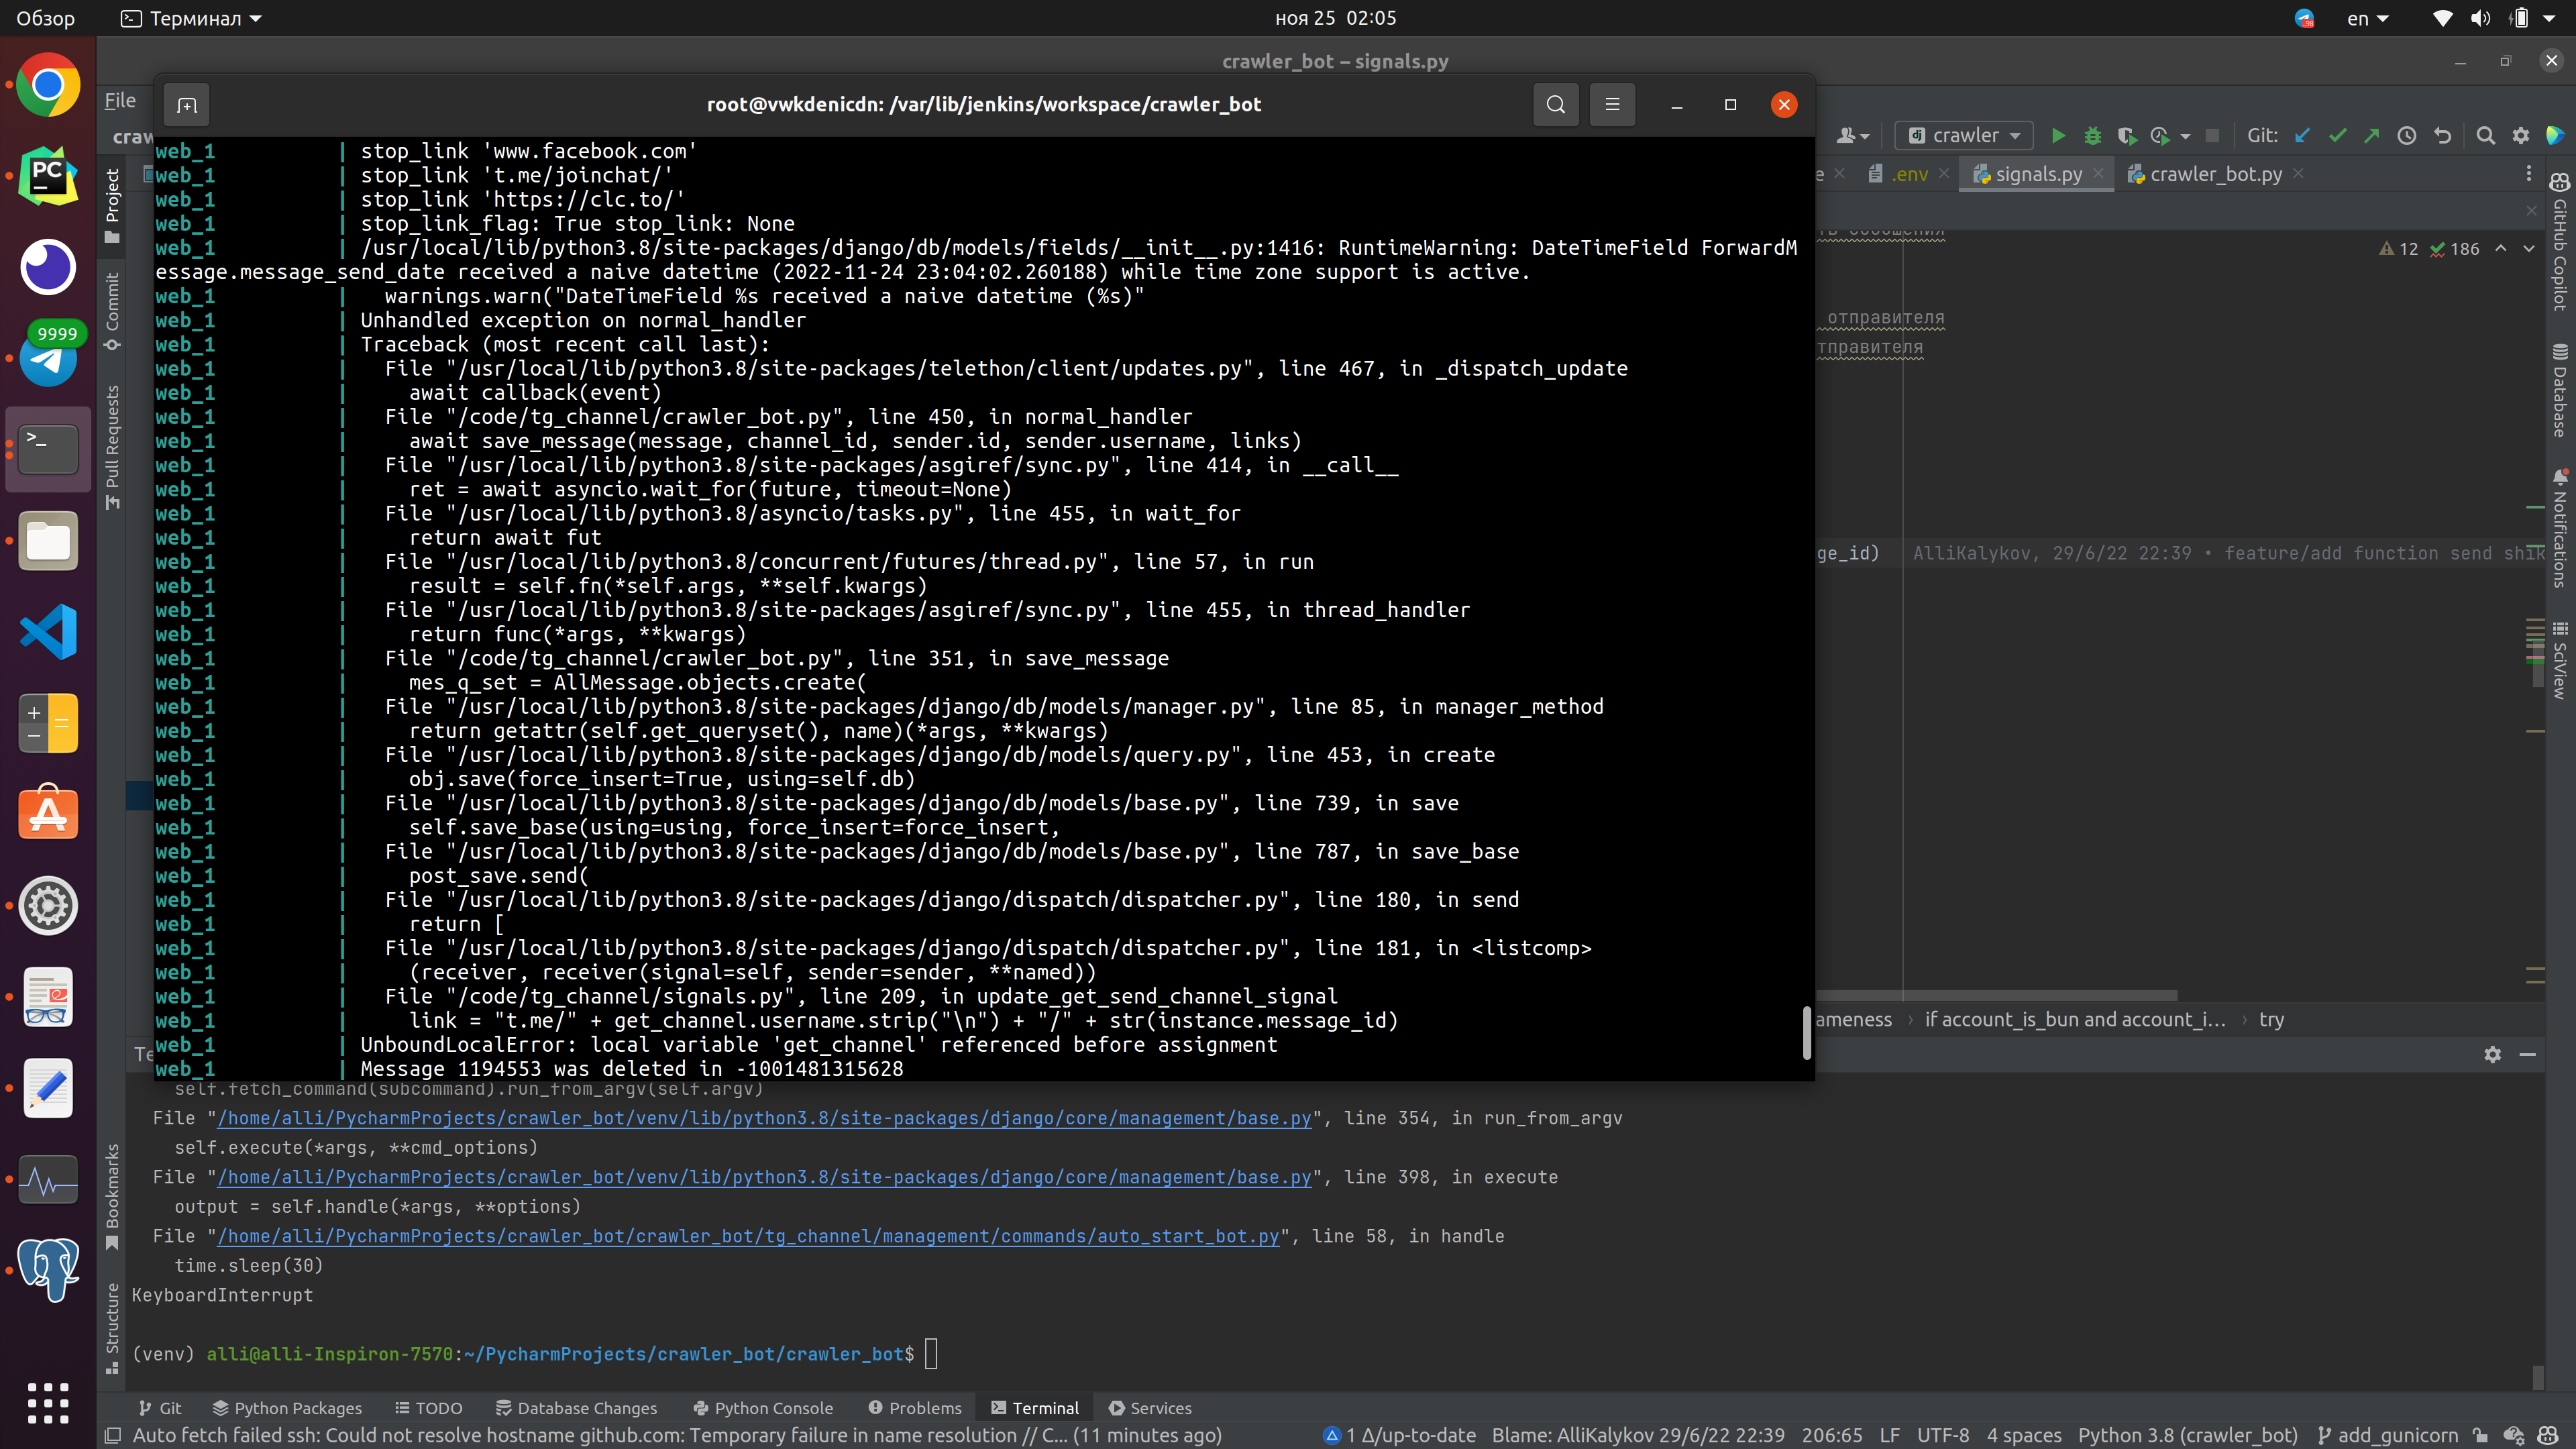 Обзор
Терминал
ноя 25 02:05
en
crawler_bot – signals.py
File
root@vwkdenicdn: /var/lib/jenkins/workspace/crawler_bot
craw
crawler
Git:
e
.env
signals.py
crawler_bot.py
12
186
отправителя
тправителя
ge_id)
AlliKalykov, 29/6/22 22:39 • feature/add function send shik
web_1 | stop_link 'www.facebook.com'
web_1 | stop_link 't.me/joinchat/'
web_1 | stop_link 'https://clc.to/'
web_1 | stop_link_flag: True stop_link: None
web_1 | /usr/local/lib/python3.8/site-packages/django/db/models/fields/__init__.py:1416: RuntimeWarning: DateTimeField ForwardM
essage.message_send_date received a naive datetime (2022-11-24 23:04:02.260188) while time zone support is active.
web_1 |   warnings.warn("DateTimeField %s received a naive datetime (%s)"
web_1 | Unhandled exception on normal_handler
web_1 | Traceback (most recent call last):
web_1 |   File "/usr/local/lib/python3.8/site-packages/telethon/client/updates.py", line 467, in _dispatch_update
web_1 |     await callback(event)
web_1 |   File "/code/tg_channel/crawler_bot.py", line 450, in normal_handler
web_1 |     await save_message(message, channel_id, sender.id, sender.username, links)
web_1 |   File "/usr/local/lib/python3.8/site-packages/asgiref/sync.py", line 414, in __call__
web_1 |     ret = await asyncio.wait_for(future, timeout=None)
web_1 |   File "/usr/local/lib/python3.8/asyncio/tasks.py", line 455, in wait_for
web_1 |     return await fut
web_1 |   File "/usr/local/lib/python3.8/concurrent/futures/thread.py", line 57, in run
web_1 |     result = self.fn(*self.args, **self.kwargs)
web_1 |   File "/usr/local/lib/python3.8/site-packages/asgiref/sync.py", line 455, in thread_handler
web_1 |     return func(*args, **kwargs)
web_1 |   File "/code/tg_channel/crawler_bot.py", line 351, in save_message
web_1 |     mes_q_set = AllMessage.objects.create(
web_1 |   File "/usr/local/lib/python3.8/site-packages/django/db/models/manager.py", line 85, in manager_method
web_1 |     return getattr(self.get_queryset(), name)(*args, **kwargs)
web_1 |   File "/usr/local/lib/python3.8/site-packages/django/db/models/query.py", line 453, in create
web_1 |     obj.save(force_insert=True, using=self.db)
web_1 |   File "/usr/local/lib/python3.8/site-packages/django/db/models/base.py", line 739, in save
web_1 |     self.save_base(using=using, force_insert=force_insert,
web_1 |   File "/usr/local/lib/python3.8/site-packages/django/db/models/base.py", line 787, in save_base
web_1 |     post_save.send(
web_1 |   File "/usr/local/lib/python3.8/site-packages/django/dispatch/dispatcher.py", line 180, in send
web_1 |     return [
web_1 |   File "/usr/local/lib/python3.8/site-packages/django/dispatch/dispatcher.py", line 181, in <listcomp>
web_1 |     (receiver, receiver(signal=self, sender=sender, **named))
web_1 |   File "/code/tg_channel/signals.py", line 209, in update_get_send_channel_signal
web_1 |     link = "t.me/" + get_channel.username.strip("\n") + "/" + str(instance.message_id)
web_1 | UnboundLocalError: local variable 'get_channel' referenced before assignment
web_1 | Message 1194553 was deleted in -1001481315628
ameness › if account_is_bun and account_i... › try
Te
self.fetch_command(subcommand).run_from_argv(self.argv)
File "/home/alli/PycharmProjects/crawler_bot/venv/lib/python3.8/site-packages/django/core/management/base.py", line 354, in run_from_argv
self.execute(*args, **cmd_options)
File "/home/alli/PycharmProjects/crawler_bot/venv/lib/python3.8/site-packages/django/core/management/base.py", line 398, in execute
output = self.handle(*args, **options)
File "/home/alli/PycharmProjects/crawler_bot/crawler_bot/tg_channel/management/commands/auto_start_bot.py", line 58, in handle
time.sleep(30)
KeyboardInterrupt
(venv) alli@alli-Inspiron-7570:~/PycharmProjects/crawler_bot/crawler_bot$
Project
Commit
Pull Requests
Bookmarks
Structure
GitHub Copilot
Database
Notifications
SciView
PC
9999
Git
Python Packages
TODO
Database Changes
Python Console
Problems
Terminal
Services
Auto fetch failed ssh: Could not resolve hostname github.com: Temporary failure in name resolution // C... (11 minutes ago)
1 Δ/up-to-date
Blame: AlliKalykov 29/6/22 22:39
206:65
LF
UTF-8
4 spaces
Python 3.8 (crawler_bot)
add_gunicorn